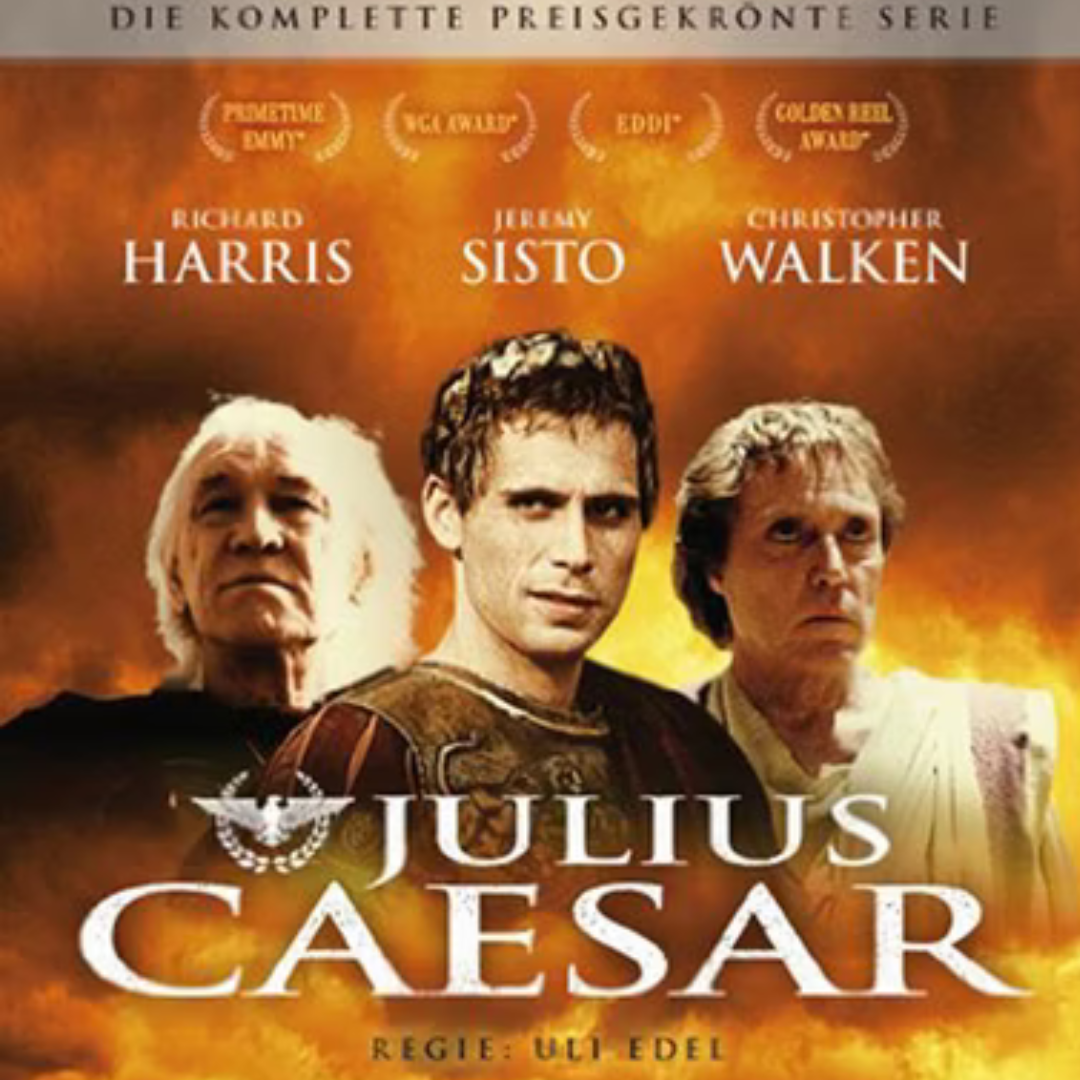 DIE KOMPLETTE PREISGEKRÖNTE SERIE
PRIMETIME
EMMY®
WGA AWARD®
EDDI®
GOLDEN REEL
AWARD®
RICHARD
HARRIS
JEREMY
SISTO
CHRISTOPHER
WALKEN
JULIUS
CAESAR
REGIE: ULI EDEL